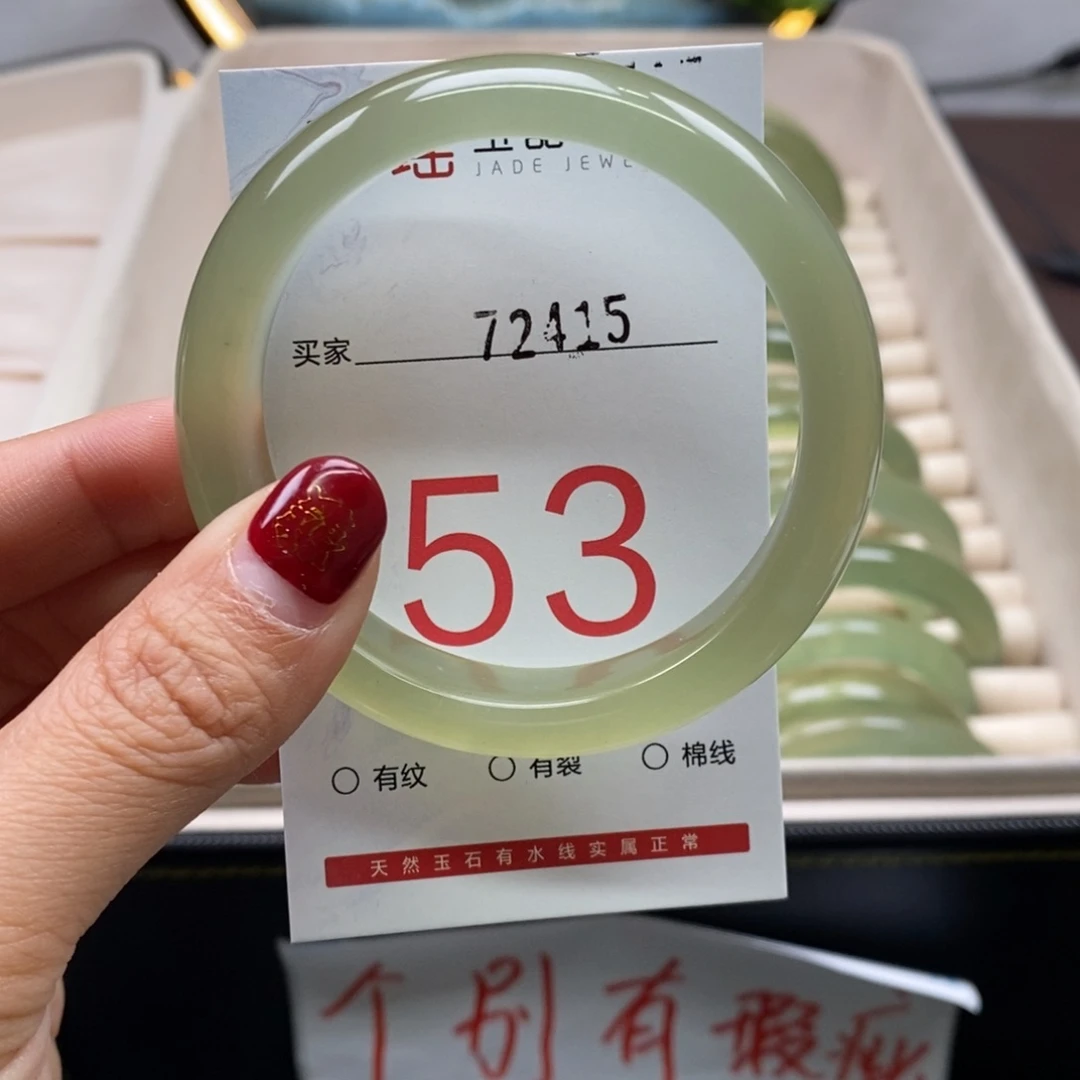 JADE JEWE
买家 72415
53
○ 有纹 ○ 有裂 ○ 棉线
天然玉石有水线实属正常
个别有瑕疵